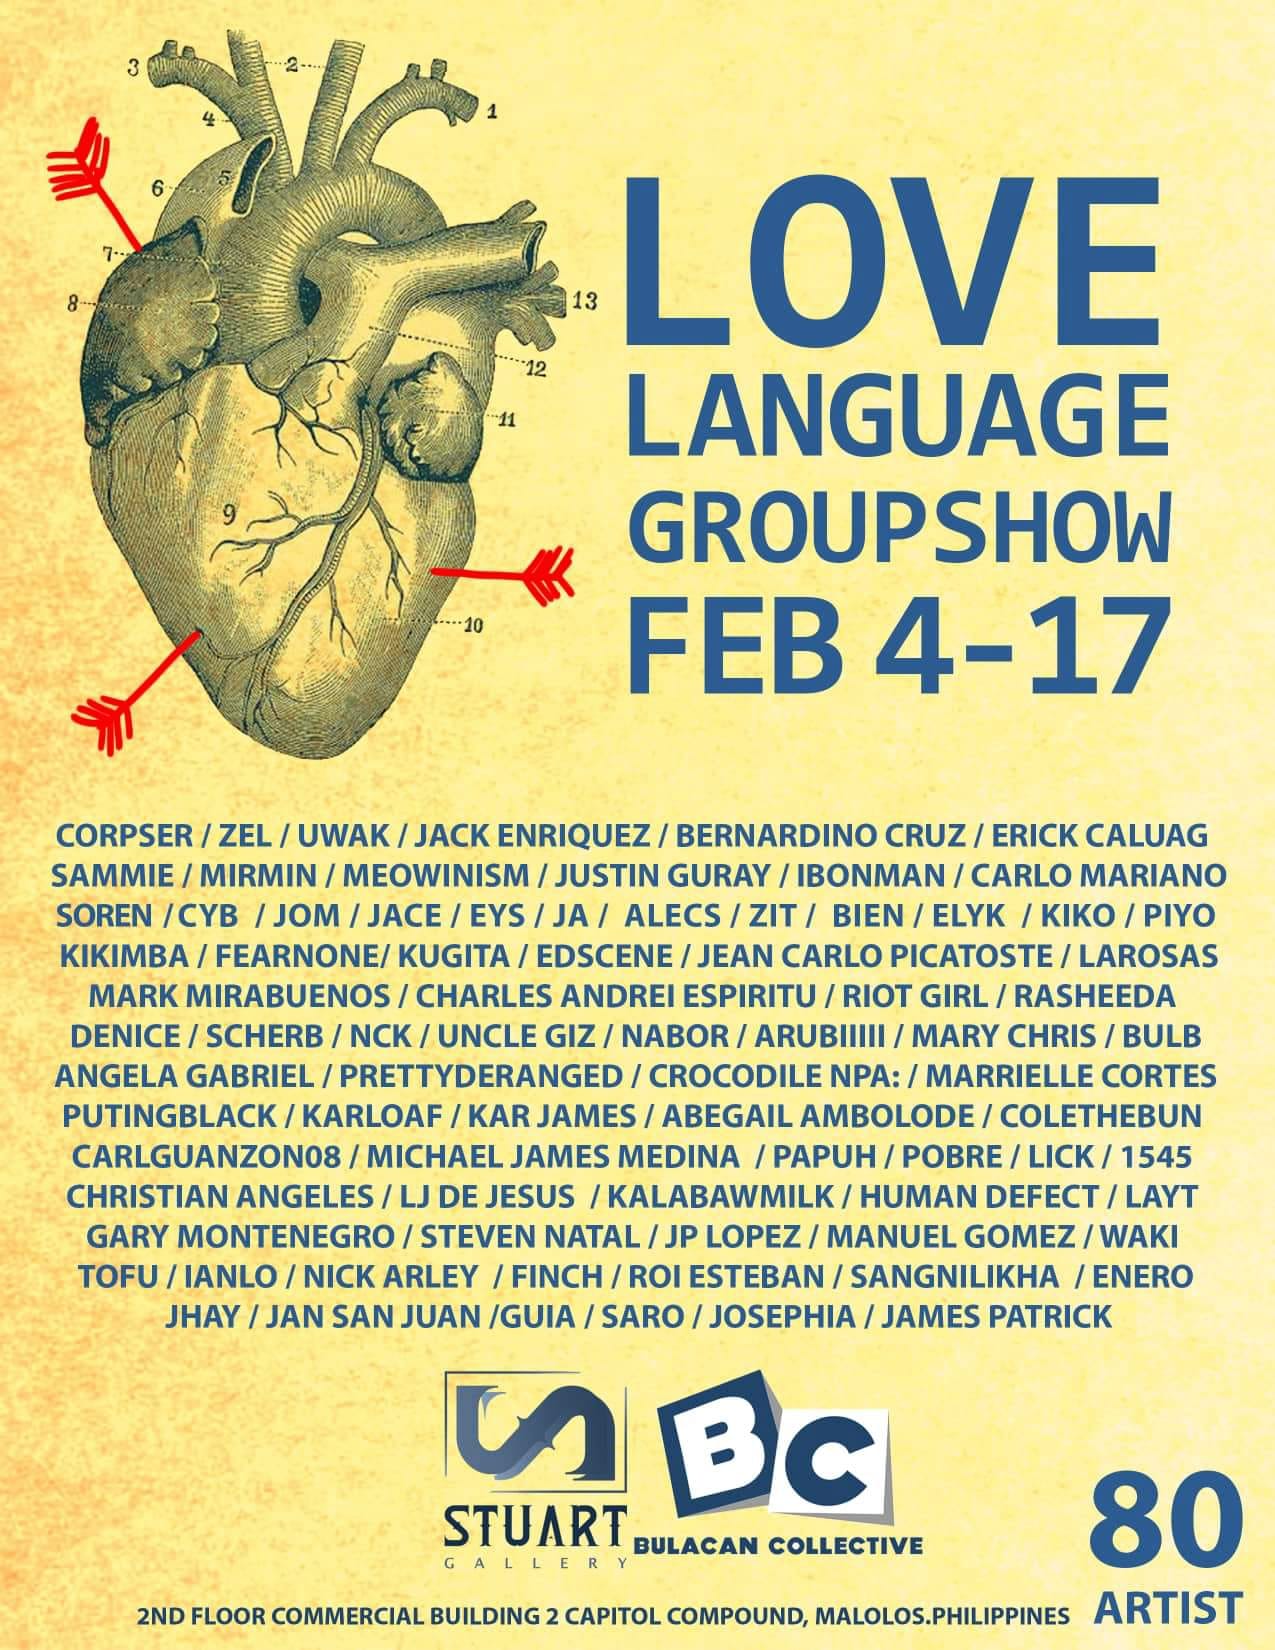 3
2
1
4
5
6
7
8
13
12
11
9
10
LOVE
LANGUAGE
GROUPSHOW
FEB 4-17
CORPSER / ZEL / UWAK / JACK ENRIQUEZ / BERNARDINO CRUZ / ERICK CALUAG
SAMMIE / MIRMIN / MEOWINISM / JUSTIN GURAY / IBONMAN / CARLO MARIANO
SOREN / CYB / JOM / JACE / EYS / JA / ALECS / ZIT / BIEN / ELYK / KIKO / PIYO
KIKIMBA / FEARNONE/ KUGITA / EDSCENE / JEAN CARLO PICATOSTE / LAROSAS
MARK MIRABUENOS / CHARLES ANDREI ESPIRITU / RIOT GIRL / RASHEEDA
DENICE / SCHERB / NCK / UNCLE GIZ / NABOR / ARUBIIIII / MARY CHRIS / BULB
ANGELA GABRIEL / PRETTYDERANGED / CROCODILE NPA: / MARRIELLE CORTES
PUTINGBLACK / KARLOAF / KAR JAMES / ABEGAIL AMBOLODE / COLETHEBUN
CARLGUANZON08 / MICHAEL JAMES MEDINA / PAPUH / POBRE / LICK / 1545
CHRISTIAN ANGELES / LJ DE JESUS / KALABAWMILK / HUMAN DEFECT / LAYT
GARY MONTENEGRO / STEVEN NATAL / JP LOPEZ / MANUEL GOMEZ / WAKI
TOFU / IANLO / NICK ARLEY / FINCH / ROI ESTEBAN / SANGNILIKHA / ENERO
JHAY / JAN SAN JUAN /GUIA / SARO / JOSEPHIA / JAMES PATRICK
STUART
GALLERY
BC
BULACAN COLLECTIVE
80
ARTIST
2ND FLOOR COMMERCIAL BUILDING 2 CAPITOL COMPOUND, MALOLOS.PHILIPPINES